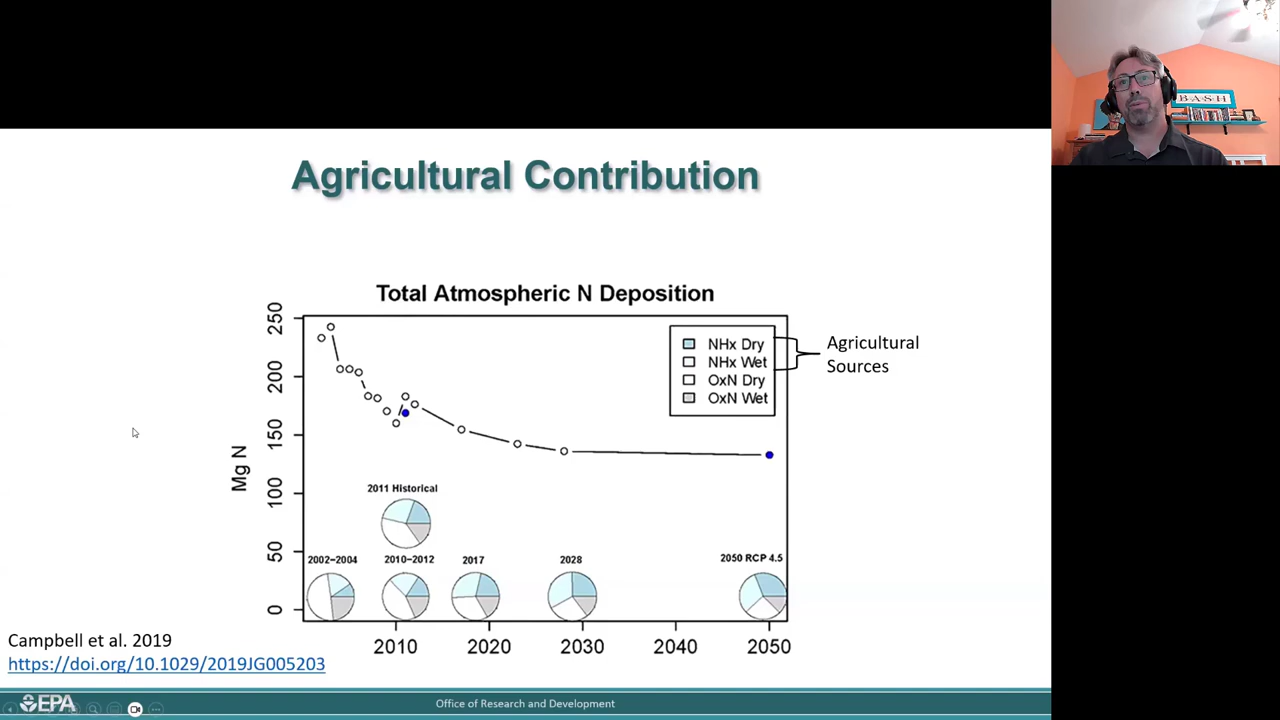 BASH
Agricultural Contribution
Total Atmospheric N Deposition
Mg N
250
200
150
100
50
0
NHx Dry
NHx Wet
OxN Dry
OxN Wet
Agricultural
Sources
2011 Historical
2002−2004
2010−2012
2017
2028
2050 RCP 4.5
2010
2020
2030
2040
2050
Campbell et al. 2019
https://doi.org/10.1029/2019JG005203
EPA
Office of Research and Development